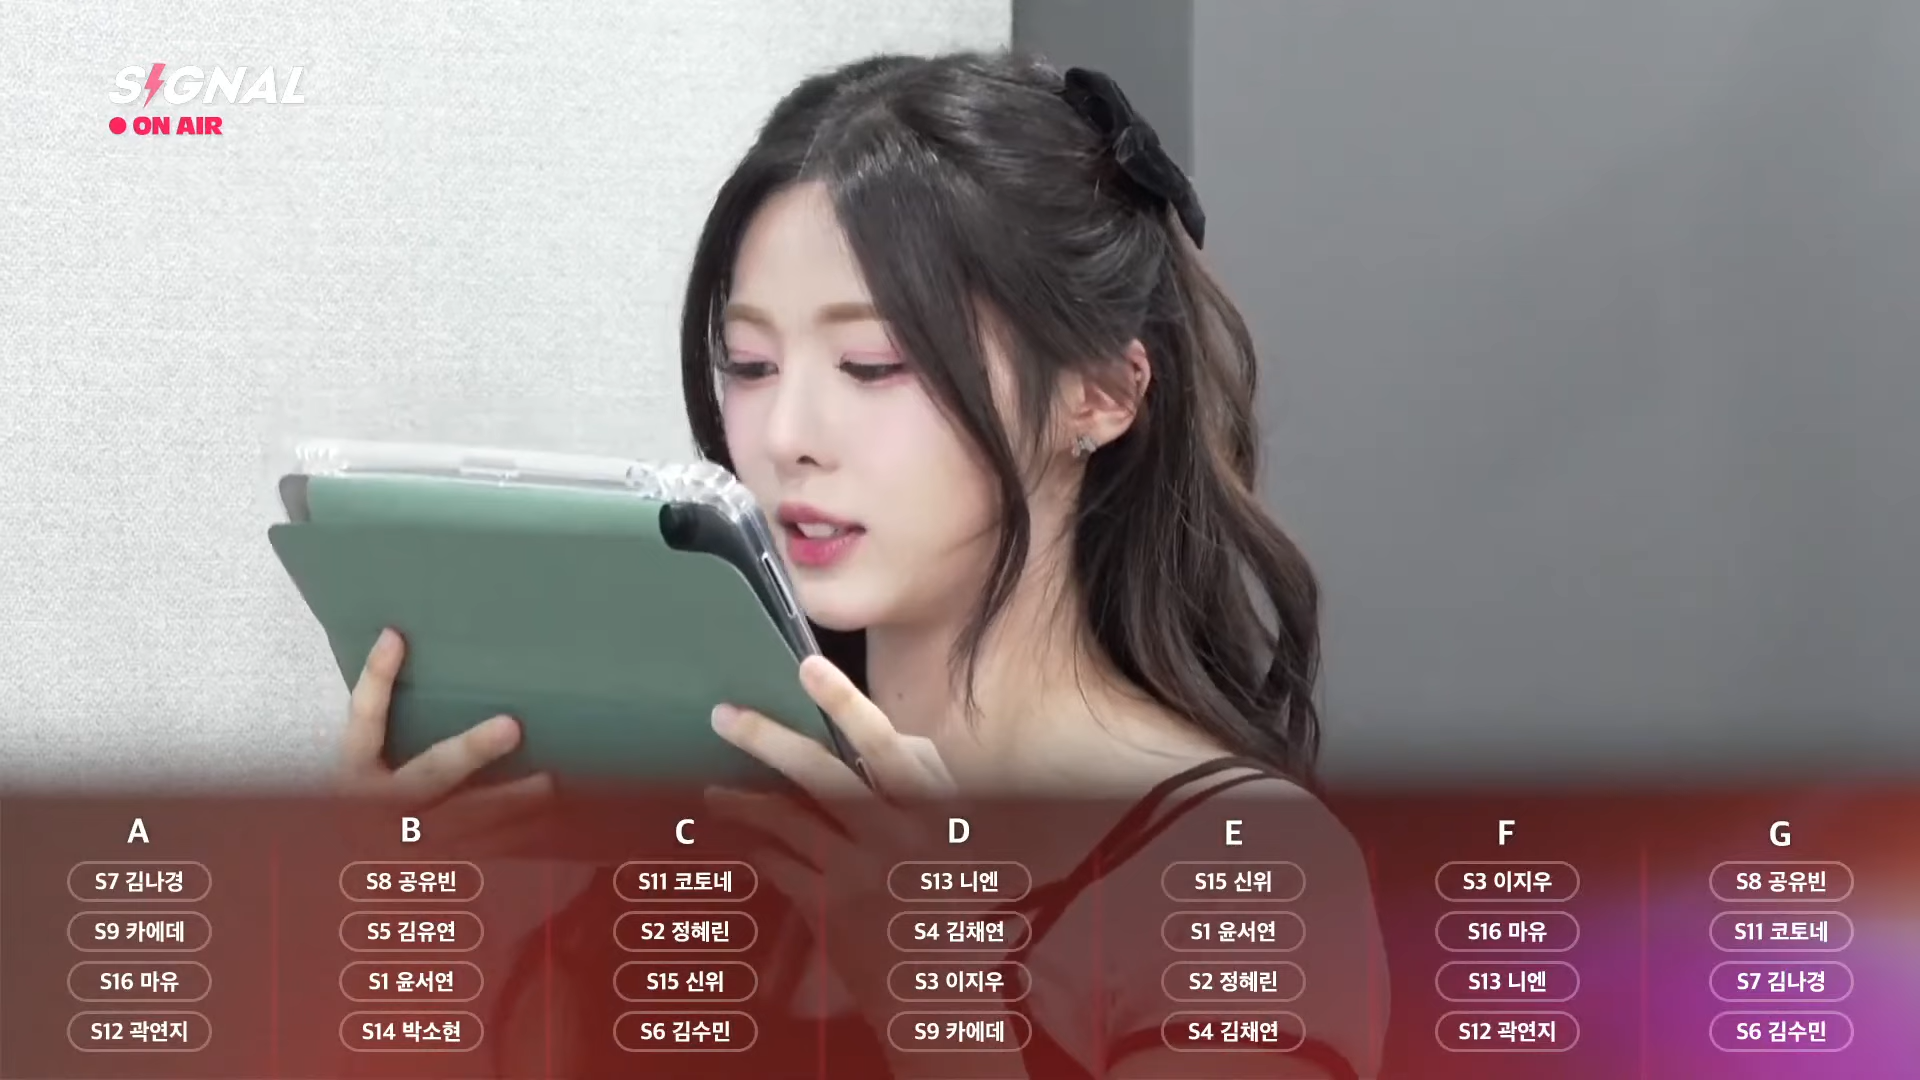 SIGNAL
ON AIR
A
S7 김나경
S9 카에데
S16 마유
S12 곽연지
B
S8 공유빈
S5 김유연
S1 윤서연
S14 박소현
C
S11 코토네
S2 정혜린
S15 신위
S6 김수민
D
S13 니엔
S4 김채연
S3 이지우
S9 카에데
E
S15 신위
S1 윤서연
S2 정혜린
S4 김채연
F
S3 이지우
S16 마유
S13 니엔
S12 곽연지
G
S8 공유빈
S11 코토네
S7 김나경
S6 김수민